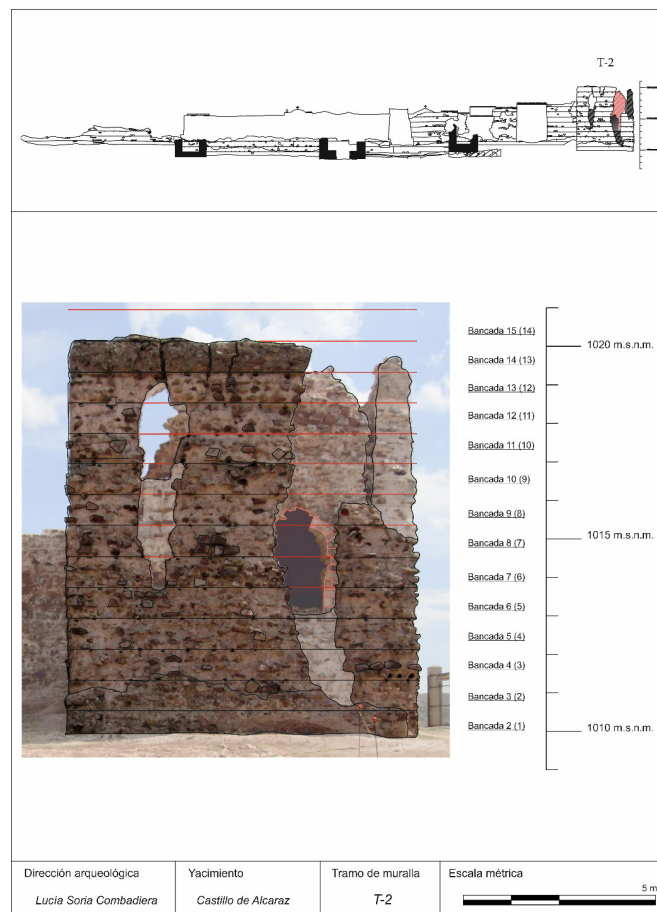 T-2
Bancada 15 (14)
1020 m.s.n.m.
Bancada 14 (13)
Bancada 13 (12)
Bancada 12 (11)
Bancada 11 (10)
Bancada 10 (9)
Bancada 9 (8)
1015 m.s.n.m.
Bancada 8 (7)
Bancada 7 (6)
Bancada 6 (5)
Bancada 5 (4)
Bancada 4 (3)
Bancada 3 (2)
Bancada 2 (1)
1010 m.s.n.m.
Dirección arqueológica
Lucia Soria Combadiera
Yacimiento
Castillo de Alcaraz
Tramo de muralla
T-2
Escala métrica
5 m